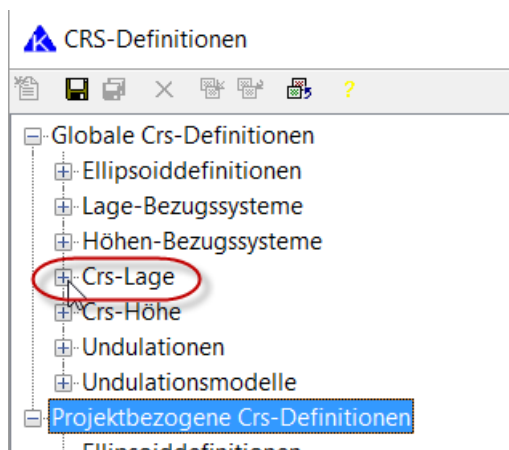 CRS-Definitionen
?
Globale Crs-Definitionen
Ellipsoiddefinitionen
Lage-Bezugssysteme
Höhen-Bezugssysteme
Crs-Lage
Crs-Höhe
Undulationen
Undulationsmodelle
Projektbezogene Crs-Definitionen
Ellipsoiddefinitionen